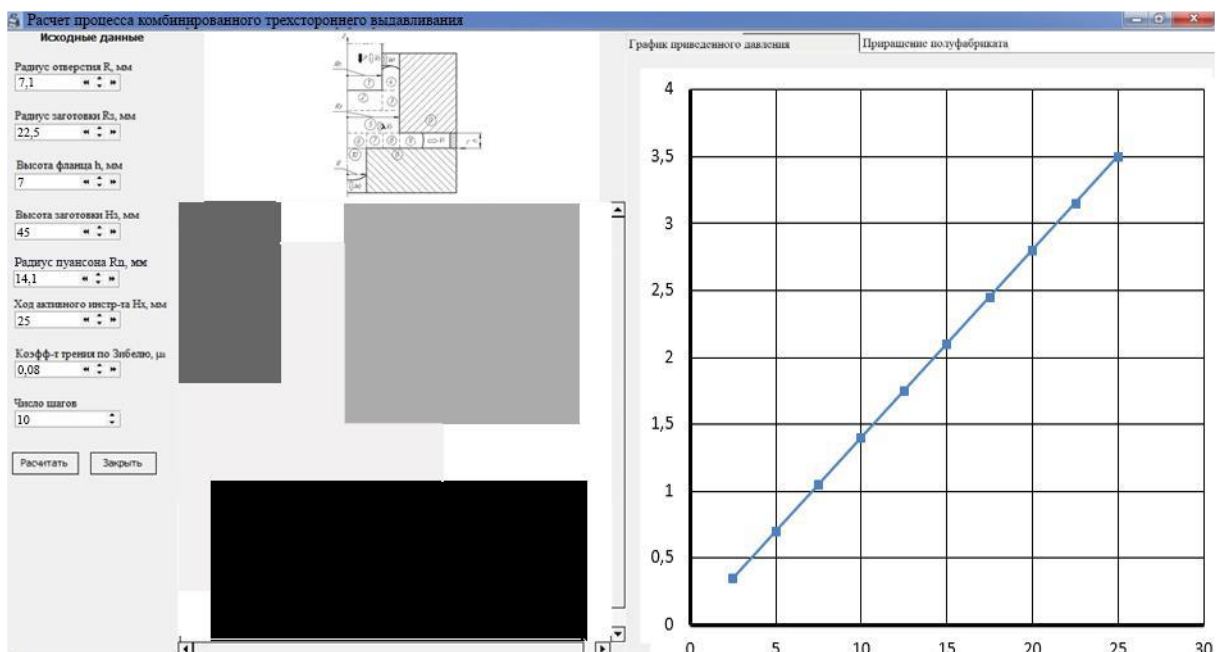 Расчет процесса комбинированного трехстороннего выдавливания
Исходные данные
Радиус отверстия R, мм
7,1
Радиус заготовки Rз, мм
22,5
Высота фланца h, мм
7
Высота заготовки Нз, мм
45
Радиус пуансона Rп, мм
14,1
Ход активного инстр-та Нх, мм
25
Коэфф-т трения по Зибелю, μs
0,08
Число шагов
10
Расчитать Закрыть
График приведенного давления Приращение полуфабриката
4
3,5
3
2,5
2
1,5
1
0,5
0
0 5 10 15 20 25 30